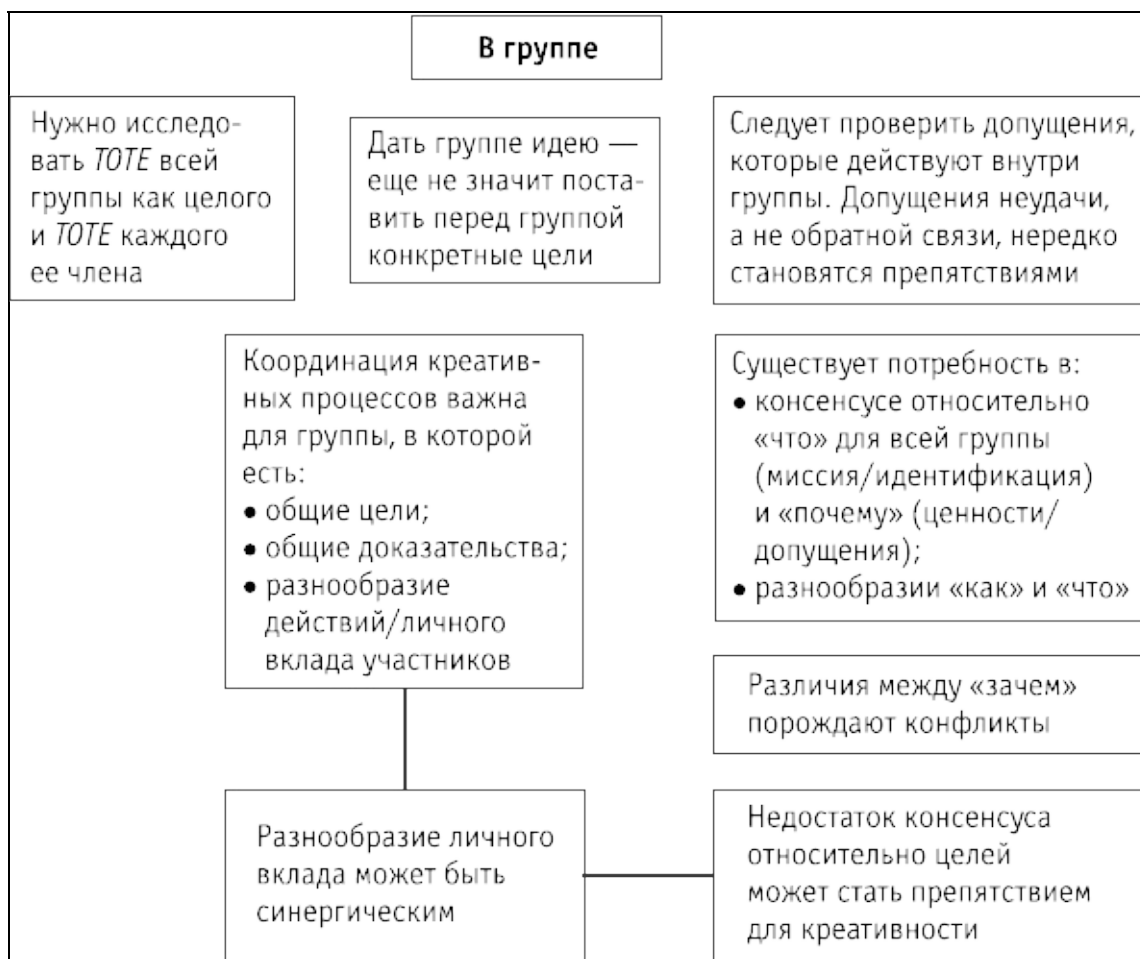 В группе
Нужно исследо-
вать TOTE всей
группы как целого
и TOTE каждого
ее члена
Дать группе идею —
еще не значит поста-
вить перед группой
конкретные цели
Следует проверить допущения,
которые действуют внутри
группы. Допущения неудачи,
а не обратной связи, нередко
становятся препятствиями
Координация креатив-
ных процессов важна
для группы, в которой
есть:
• общие цели;
• общие доказательства;
• разнообразие
действий/личного
вклада участников
Существует потребность в:
• консенсусе относительно
«что» для всей группы
(миссия/идентификация)
и «почему» (ценности/
допущения);
• разнообразии «как» и «что»
Различия между «зачем»
порождают конфликты
Разнообразие личного
вклада может быть
синергическим
Недостаток консенсуса
относительно целей
может стать препятствием
для креативности